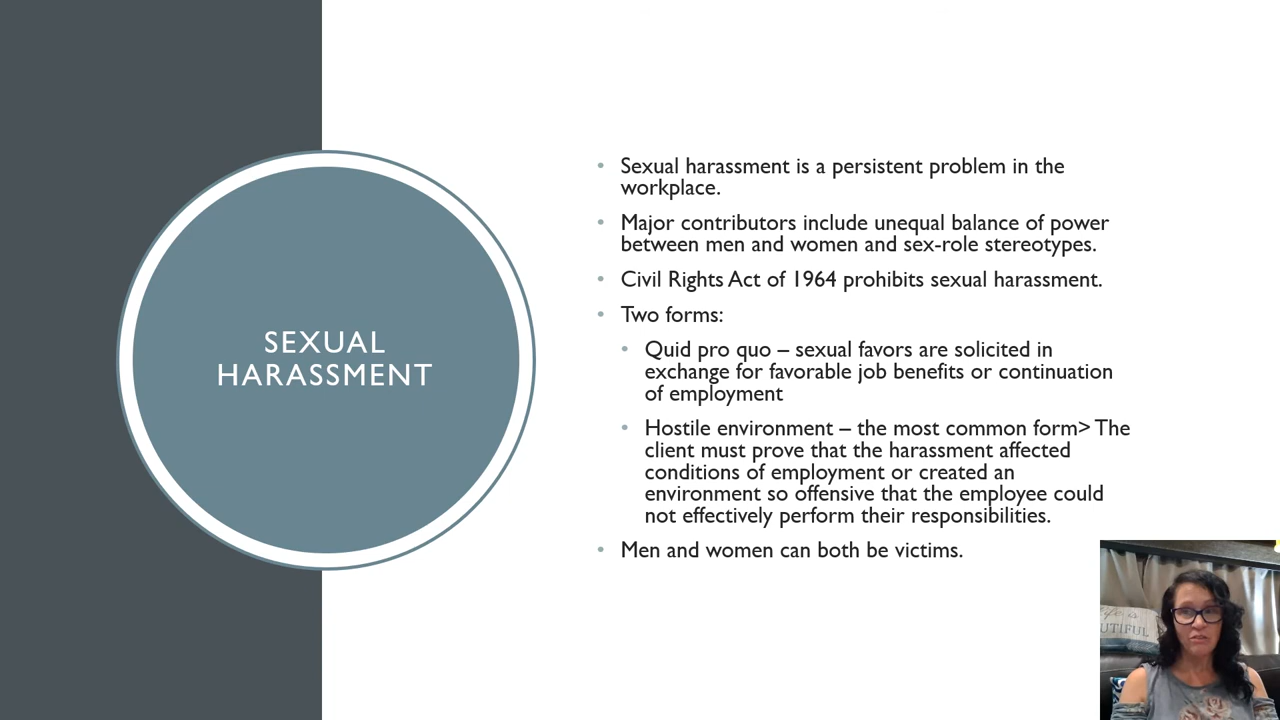 SEXUAL
HARASSMENT
• Sexual harassment is a persistent problem in the
workplace.
• Major contributors include unequal balance of power
between men and women and sex-role stereotypes.
• Civil Rights Act of 1964 prohibits sexual harassment.
• Two forms:
• Quid pro quo – sexual favors are solicited in
exchange for favorable job benefits or continuation
of employment
• Hostile environment – the most common form> The
client must prove that the harassment affected
conditions of employment or created an
environment so offensive that the employee could
not effectively perform their responsibilities.
• Men and women can both be victims.